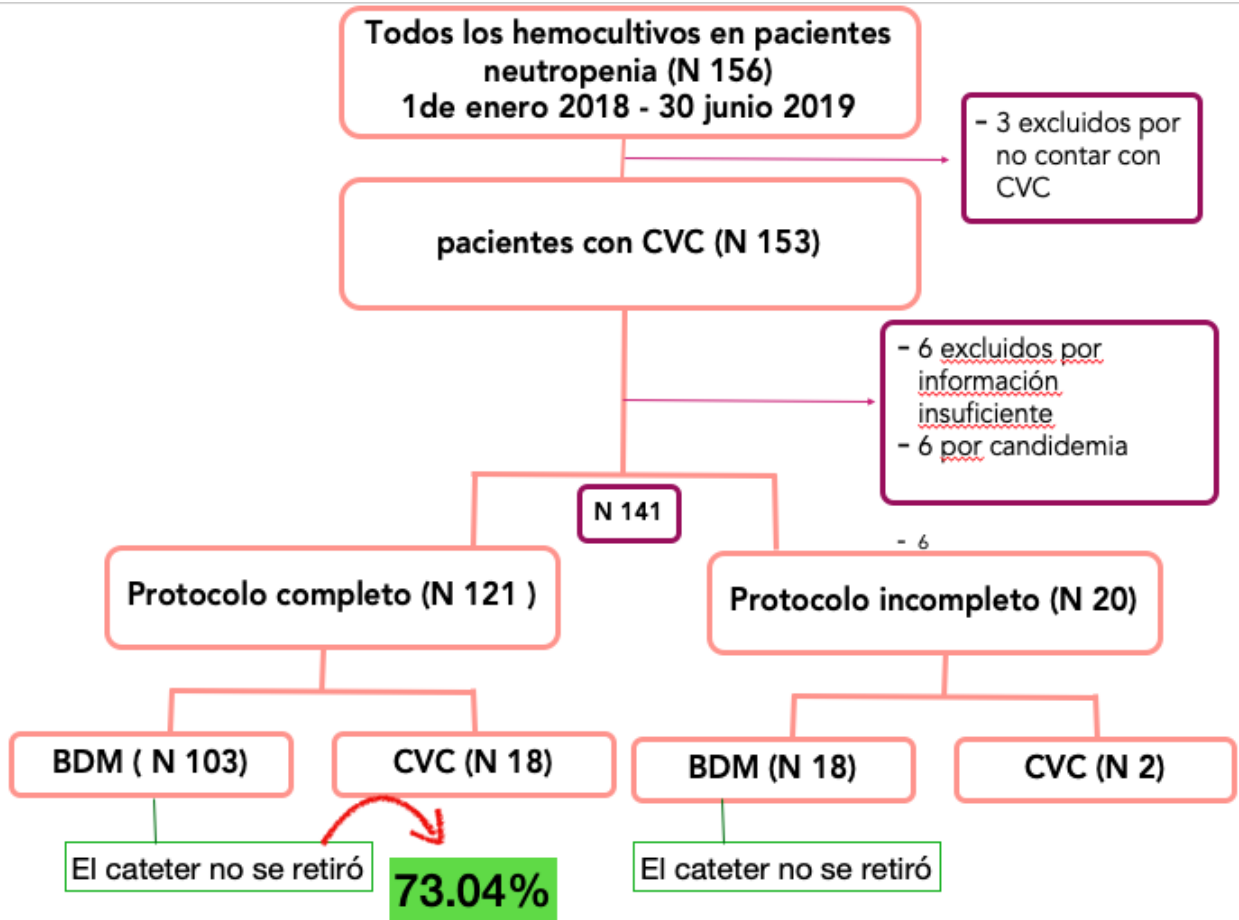 Todos los hemocultivos en pacientes
neutropenia (N 156)
1de enero 2018 - 30 junio 2019
- 3 excluidos por
no contar con
CVC
pacientes con CVC (N 153)
- 6 excluidos por
información
insuficiente
- 6 por candidemia
N 141
- 6
Protocolo completo (N 121 )
Protocolo incompleto (N 20)
BDM ( N 103)
CVC (N 18)
BDM (N 18)
CVC (N 2)
El cateter no se retiró
73.04%
El cateter no se retiró